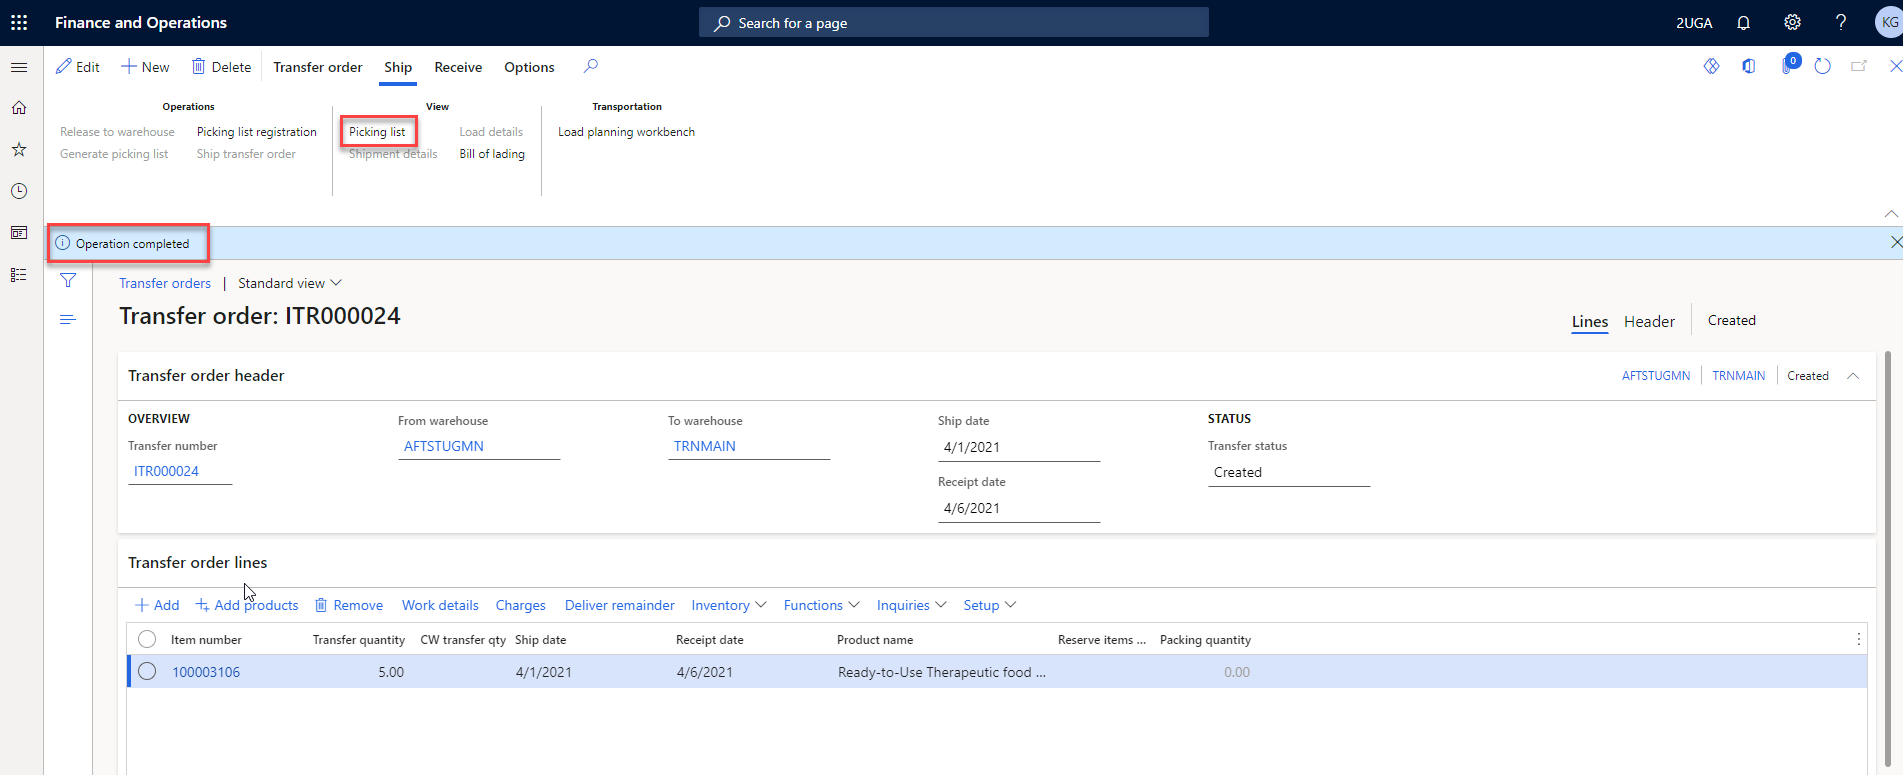 Finance and Operations
Search for a page
2UGA
KG
Edit
New
Delete
Transfer order
Ship
Receive
Options
0
Operations
View
Transportation
Release to warehouse
Picking list registration
Picking list
Load details
Load planning workbench
Generate picking list
Ship transfer order
Shipment details
Bill of lading
Operation completed
Transfer orders | Standard view
Transfer order: ITR000024
Lines
Header
Created
Transfer order header
AFTSTUGMN
TRNMAIN
Created
OVERVIEW
Transfer number
ITR000024
From warehouse
AFTSTUGMN
To warehouse
TRNMAIN
Ship date
4/1/2021
Receipt date
4/6/2021
STATUS
Transfer status
Created
Transfer order lines
Add
Add products
Remove
Work details
Charges
Deliver remainder
Inventory
Functions
Inquiries
Setup
Item number
Transfer quantity
CW transfer qty
Ship date
Receipt date
Product name
Reserve items ...
Packing quantity
100003106
5.00
4/1/2021
4/6/2021
Ready-to-Use Therapeutic food ...
0.00